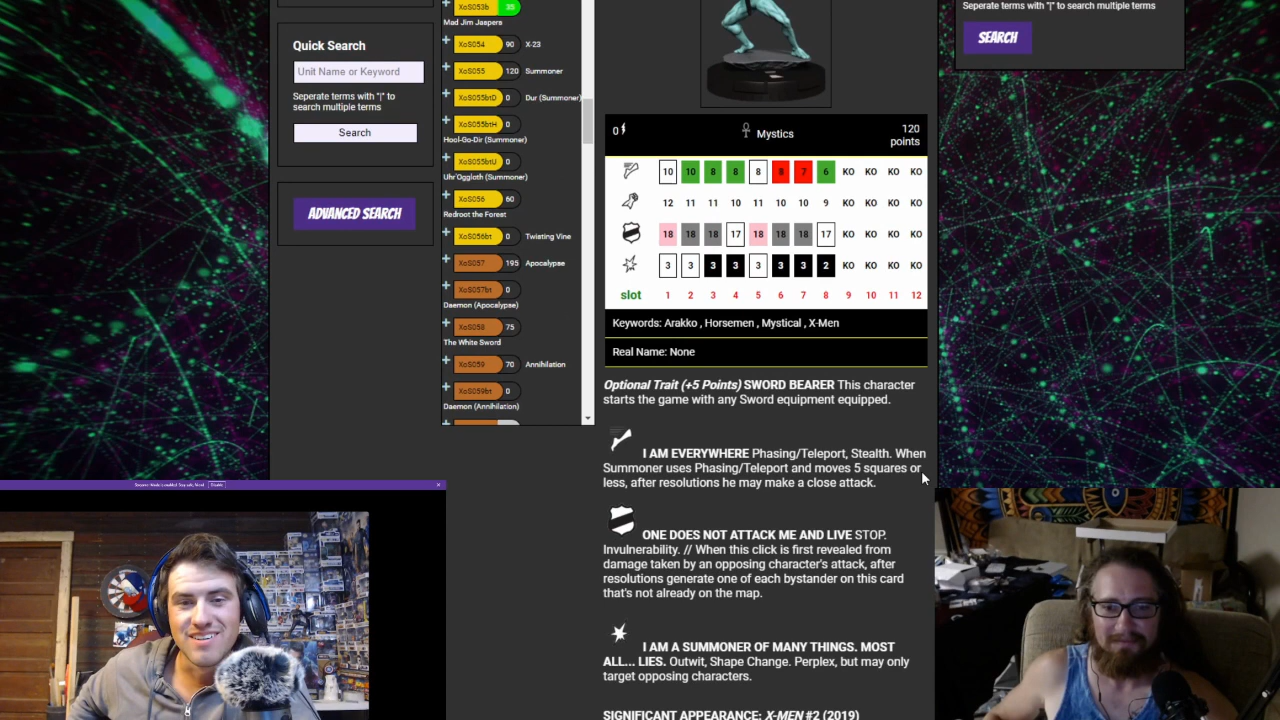 Quick Search
Unit Name or Keyword
Seperate terms with "|" to
search multiple terms
Search
ADVANCED SEARCH
XoS053b 35
Mad Jim Jaspers
XoS054 90 X-23
XoS055 120 Summoner
XoS055btD 0 Dur (Summoner)
XoS055btH 0
Hool-Go-Dir (Summoner)
XoS055btU 0
Uhr'Oggloth (Summoner)
XoS056 60
Redroot the Forest
XoS056bt 0 Twisting Vine
XoS057 195 Apocalypse
XoS057bt 0
Daemon (Apocalypse)
XoS058 75
The White Sword
XoS059 70 Annihilation
XoS059bt 0
Daemon (Annihilation)
0 Mystics 120
points
10 10 8 8 8 8 7 6 KO KO KO KO
12 11 11 10 11 10 10 9 KO KO KO KO
18 18 18 17 18 18 18 17 KO KO KO KO
3 3 3 3 3 3 3 2 KO KO KO KO
slot 1 2 3 4 5 6 7 8 9 10 11 12
Keywords: Arakko , Horsemen , Mystical , X-Men
Real Name: None
Optional Trait (+5 Points) SWORD BEARER This character
starts the game with any Sword equipment equipped.
I AM EVERYWHERE Phasing/Teleport, Stealth. When
Summoner uses Phasing/Teleport and moves 5 squares or
less, after resolutions he may make a close attack.
ONE DOES NOT ATTACK ME AND LIVE STOP.
Invulnerability. // When this click is first revealed from
damage taken by an opposing character's attack, after
resolutions generate one of each bystander on this card
that's not already on the map.
I AM A SUMMONER OF MANY THINGS. MOST
ALL... LIES. Outwit, Shape Change. Perplex, but may only
target opposing characters.
SIGNIFICANT APPEARANCE: X-MEN #2 (2019)
Seperate terms with "|" to search multiple terms
SEARCH